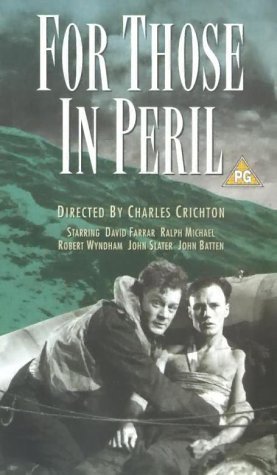 FOR THOSE
IN PERIL
PG
DIRECTED BY CHARLES CRICHTON
STARRING DAVID FARRAR RALPH MICHAEL
ROBERT WYNDHAM JOHN SLATER JOHN BATTEN